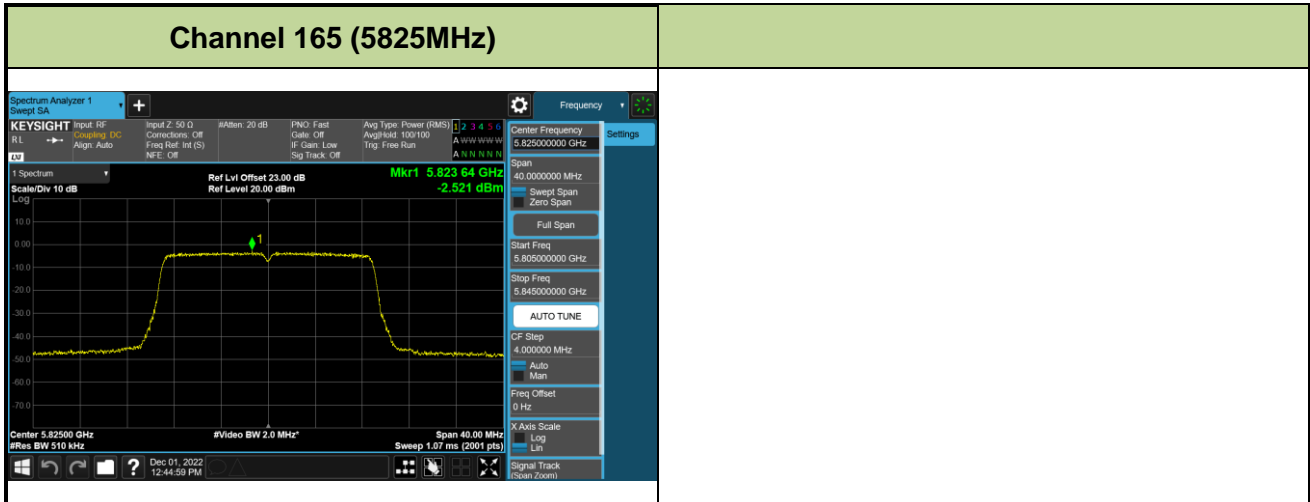 Channel 165 (5825MHz)
Spectrum Analyzer 1
Swept SA
Frequency
KEYSIGHT
RL
LXI
Input: RF
Coupling: DC
Align: Auto
Input Z: 50 Ω
Corrections: Off
Freq Ref: Int (S)
NFE: Off
#Atten: 20 dB
PNO: Fast
Gate: Off
IF Gain: Low
Sig Track: Off
Avg Type: Power (RMS)
Avg|Hold: 100/100
Trig: Free Run
1 2 3 4 5 6
A W W W W W
A N N N N N
1 Spectrum
Scale/Div 10 dB
Log
Ref Lvl Offset 23.00 dB
Ref Level 20.00 dBm
Mkr1 5.823 64 GHz
-2.521 dBm
10.0
0.00
-10.0
-20.0
-30.0
-40.0
-50.0
-60.0
-70.0
1
Center 5.82500 GHz
#Res BW 510 kHz
#Video BW 2.0 MHz*
Span 40.00 MHz
Sweep 1.07 ms (2001 pts)
Dec 01, 2022
12:44:59 PM
Center Frequency
5.825000000 GHz
Settings
Span
40.0000000 MHz
Swept Span
Zero Span
Full Span
Start Freq
5.805000000 GHz
Stop Freq
5.845000000 GHz
AUTO TUNE
CF Step
4.000000 MHz
Auto
Man
Freq Offset
0 Hz
X Axis Scale
Log
Lin
Signal Track
(Span Zoom)